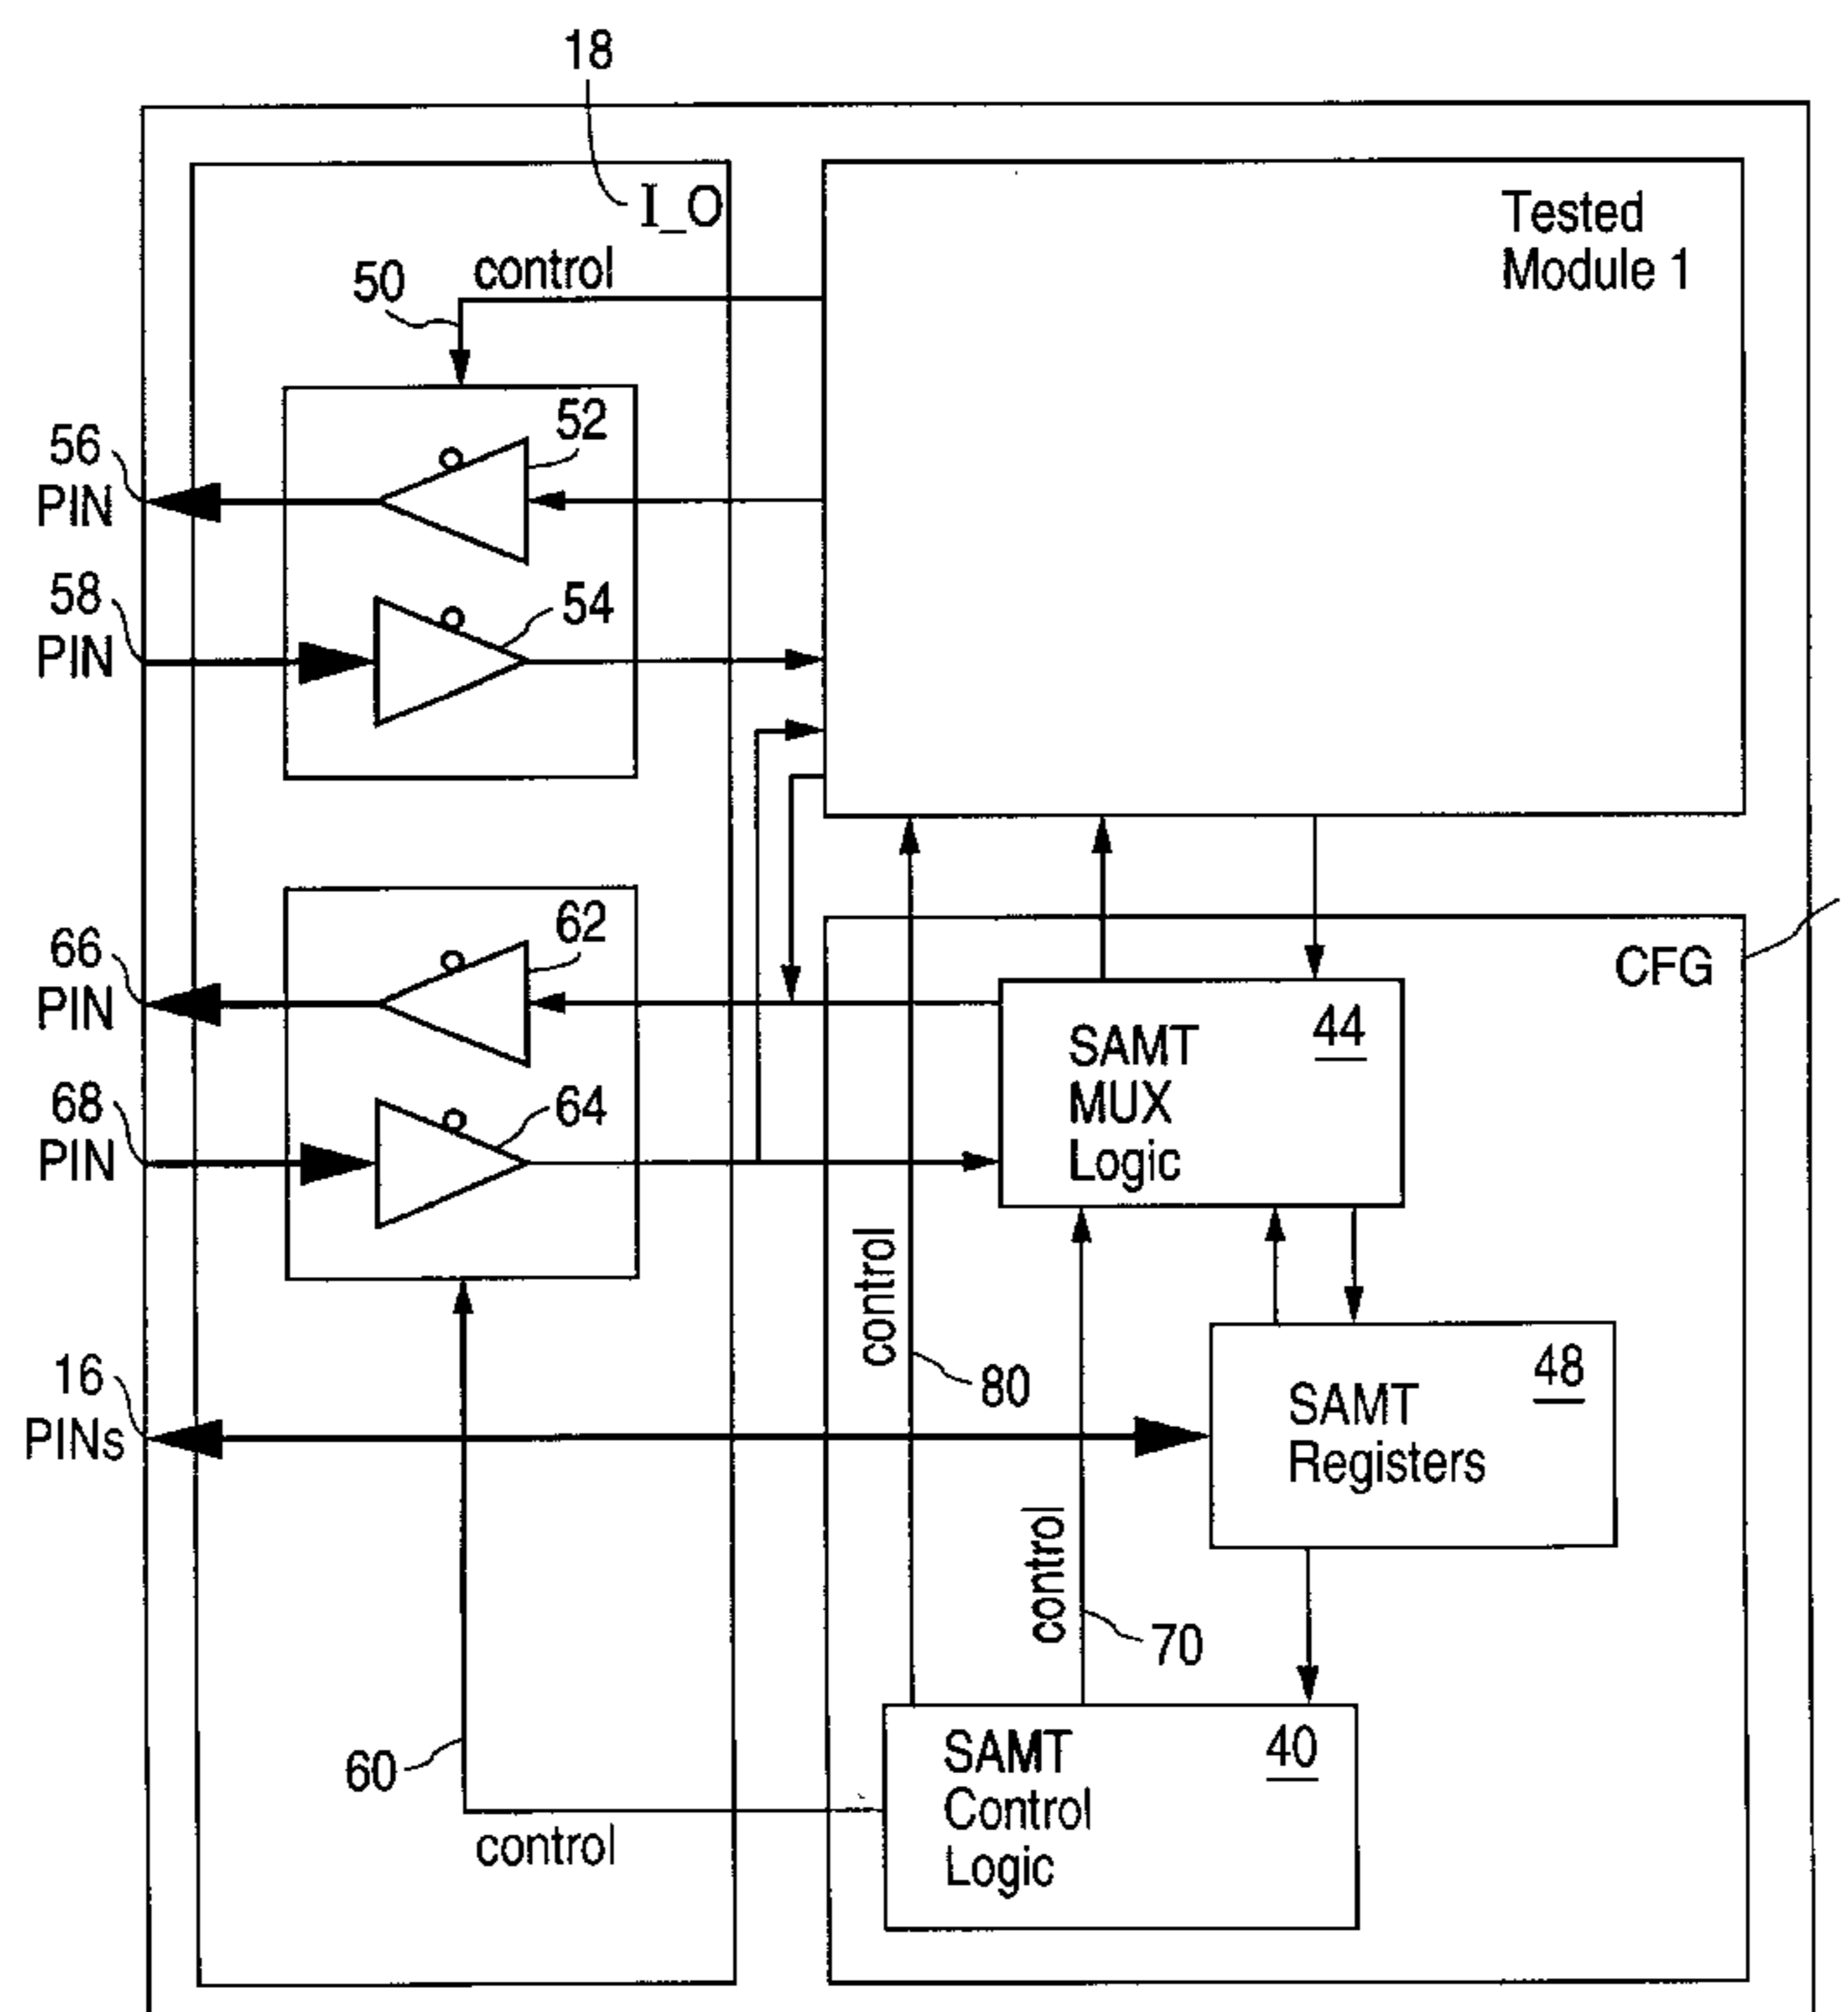 18
I_O
Tested
Module 1
50
control
52
56
PIN
58
PIN
54
62
66
PIN
CFG
44
SAMT
MUX
Logic
68
PIN
64
control
80
16
PINs
48
SAMT
Registers
control
70
60
control
40
SAMT
Control
Logic